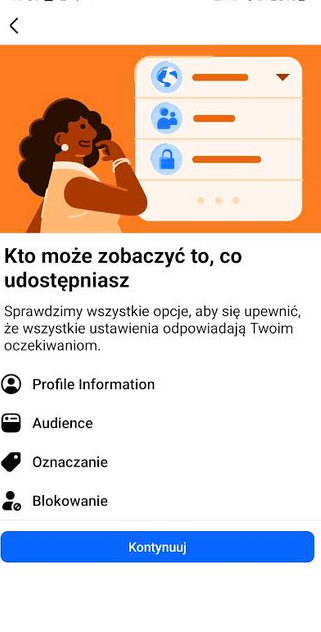 Kto może zobaczyć to, co
udostępniasz
Sprawdzimy wszystkie opcje, aby się upewnić,
że wszystkie ustawienia odpowiadają Twoim
oczekiwaniom.
Profile Information
Audience
Oznaczanie
Blokowanie
Kontynuuj